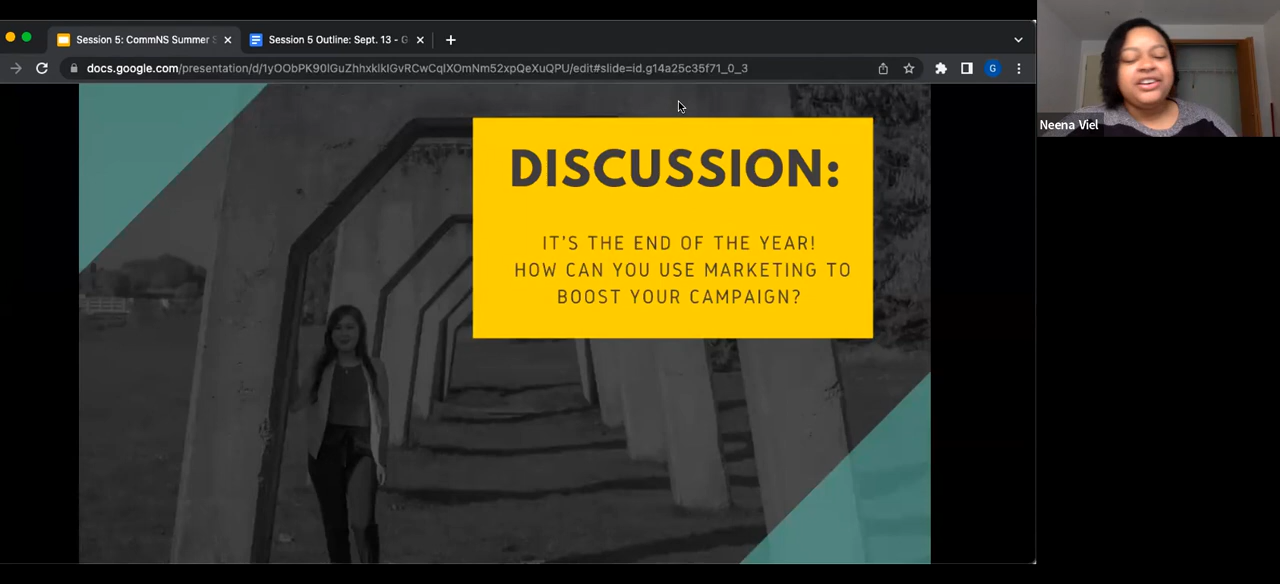 Session 5: CommNS Summer S
Session 5 Outline: Sept. 13 - G
docs.google.com/presentation/d/1yOObPK90IGuZhhxklkIGvRCwCqIXOmNm52xpQeXuQPU/edit#slide=id.g14a25c35f71_0_3
G
Neena Viel
DISCUSSION:
IT'S THE END OF THE YEAR!
HOW CAN YOU USE MARKETING TO
BOOST YOUR CAMPAIGN?